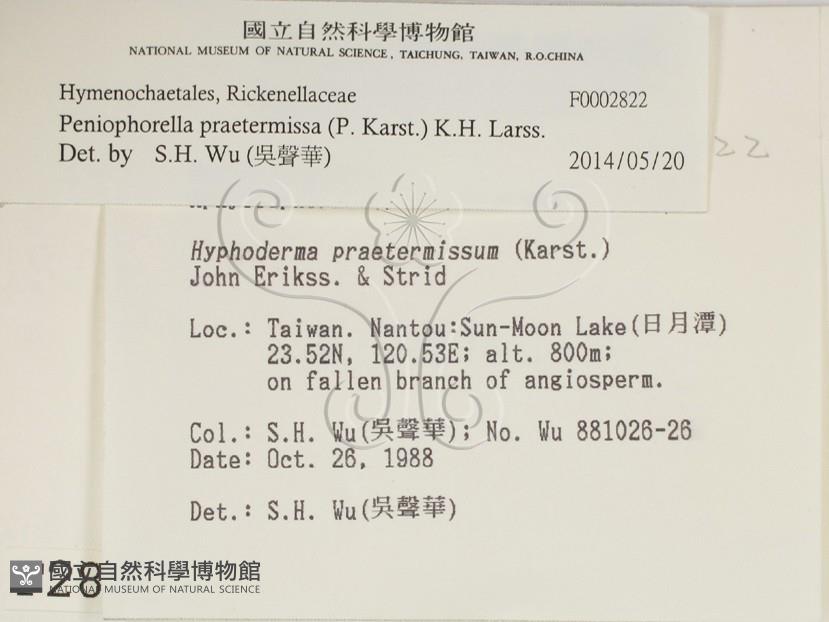 國立自然科學博物館
NATIONAL MUSEUM OF NATURAL SCIENCE, TAICHUNG, TAIWAN, R.O.CHINA
Hymenochaetales, Rickenellaceae F0002822
Peniophorella praetermissa (P. Karst.) K.H. Larss.
Det. by S.H. Wu (吳聲華) 2014/05/20
22
Hyphoderma praetermissum (Karst.)
John Erikss. & Strid
Loc.: Taiwan. Nantou:Sun-Moon Lake(日月潭)
23.52N, 120.53E; alt. 800m;
on fallen branch of angiosperm.
Col.: S.H. Wu(吳聲華); No. Wu 881026-26
Date: Oct. 26, 1988
Det.: S.H. Wu(吳聲華)
28
國立自然科學博物館
NATIONAL MUSEUM OF NATURAL SCIENCE